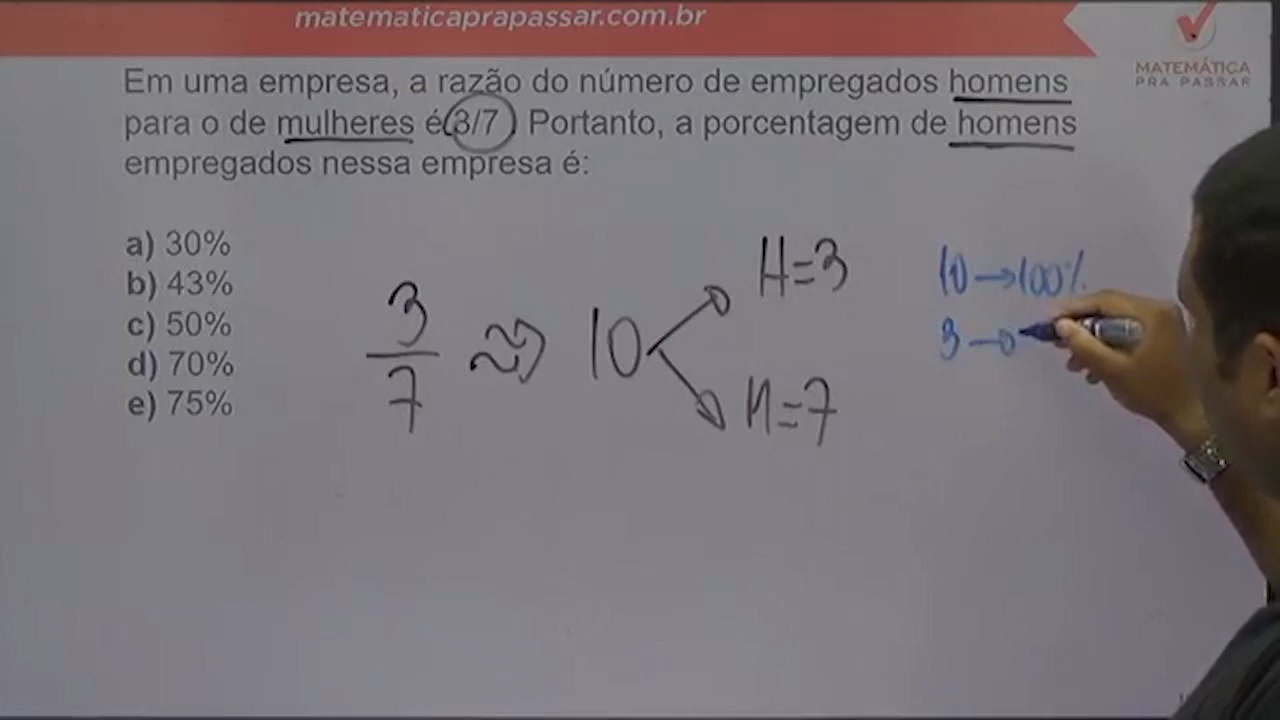 matematicaprapassar.com.br
MATEMÁTICA
PRA PASSAR
Em uma empresa, a razão do número de empregados homens
para o de mulheres é 3/7. Portanto, a porcentagem de homens
empregados nessa empresa é:
a) 30%
b) 43%
c) 50%
d) 70%
e) 75%
3
7
10
H=3
M=7
10 → 100%
3 →